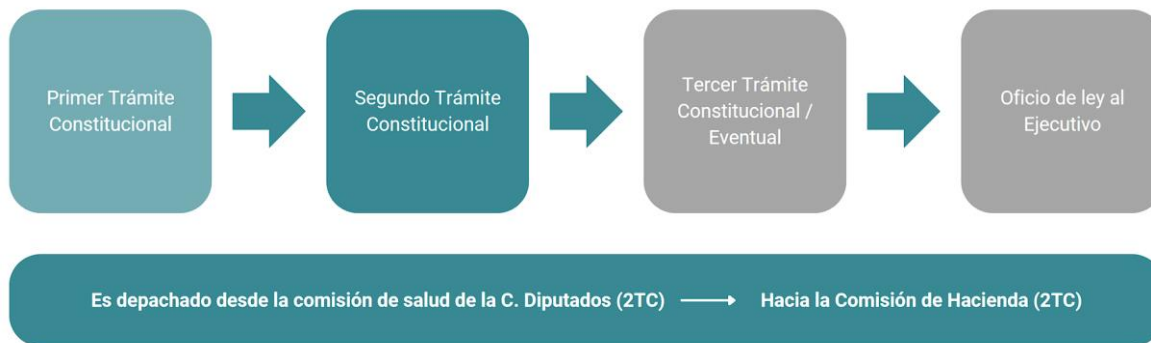 Primer Trámite
Constitucional
Segundo Trámite
Constitucional
Tercer Trámite
Constitucional /
Eventual
Oficio de ley al
Ejecutivo
Es depachado desde la comisión de salud de la C. Diputados (2TC) ⟶ Hacia la Comisión de Hacienda (2TC)